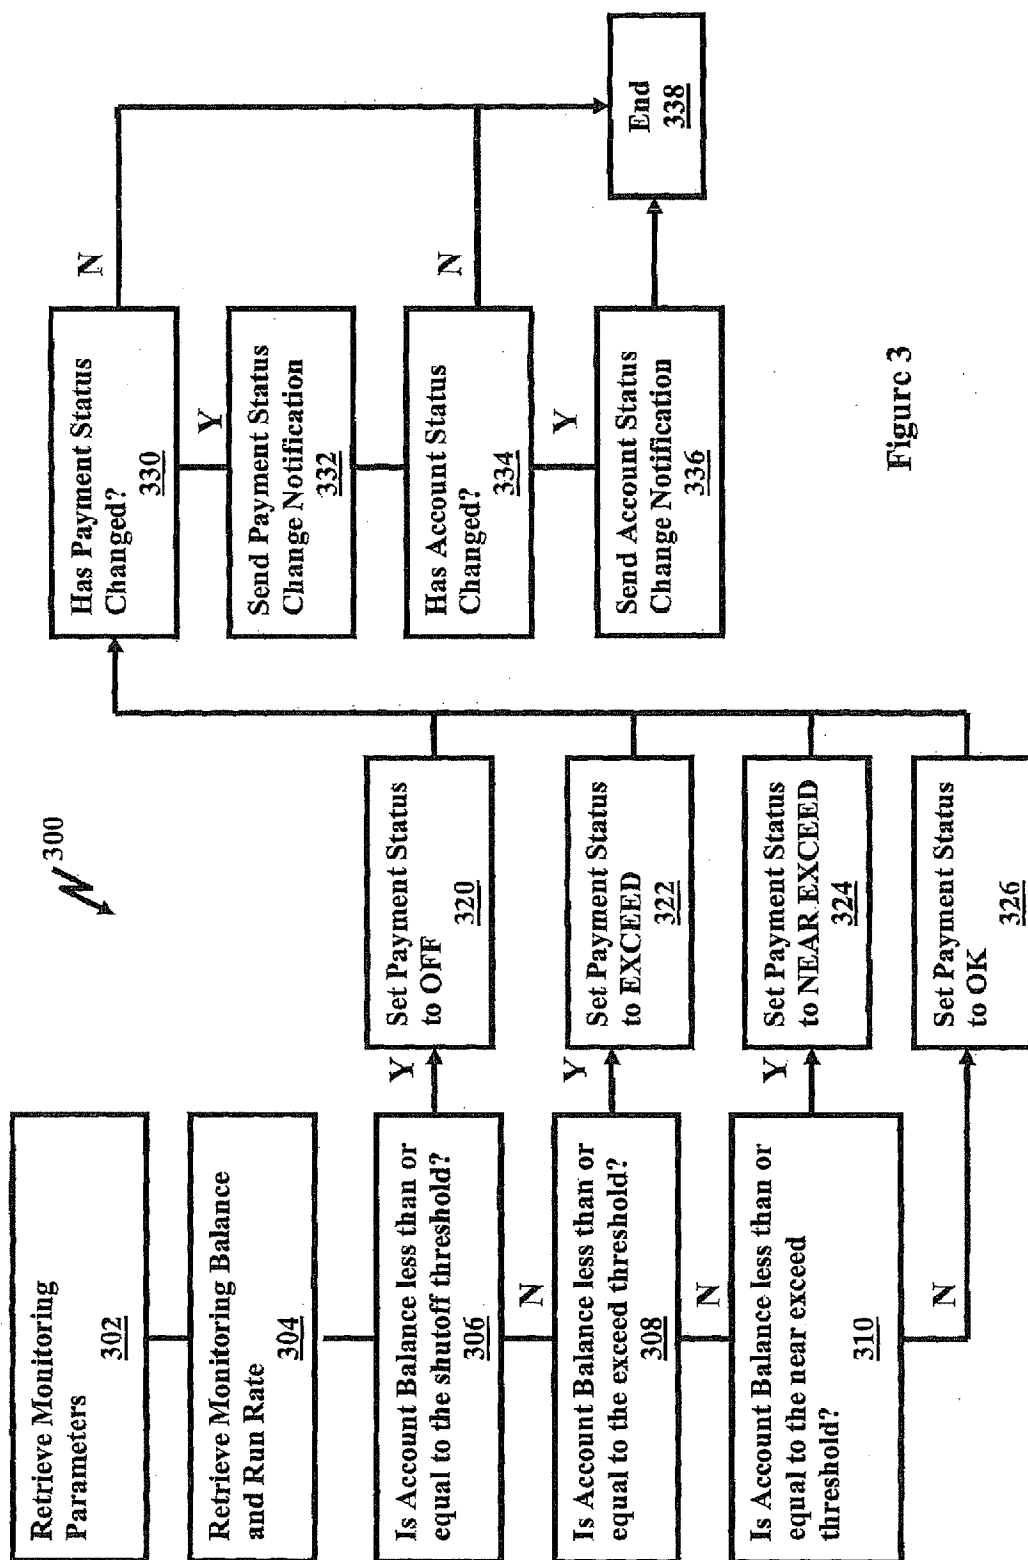 300
Retrieve Monitoring
Parameters
302
Retrieve Monitoring Balance
and Run Rate
304
Is Account Balance less than or
equal to the shutoff threshold?
306
Y
N
Is Account Balance less than or
equal to the exceed threshold?
308
Y
N
Is Account Balance less than or
equal to the near exceed
threshold?
310
Y
N
Set Payment Status
to OFF
320
Set Payment Status
to EXCEED
322
Set Payment Status
to NEAR EXCEED
324
Set Payment Status
to OK
326
Has Payment Status
Changed?
330
N
Y
Send Payment Status
Change Notification
332
Has Account Status
Changed?
334
N
Y
Send Account Status
Change Notification
336
End
338
Figure 3